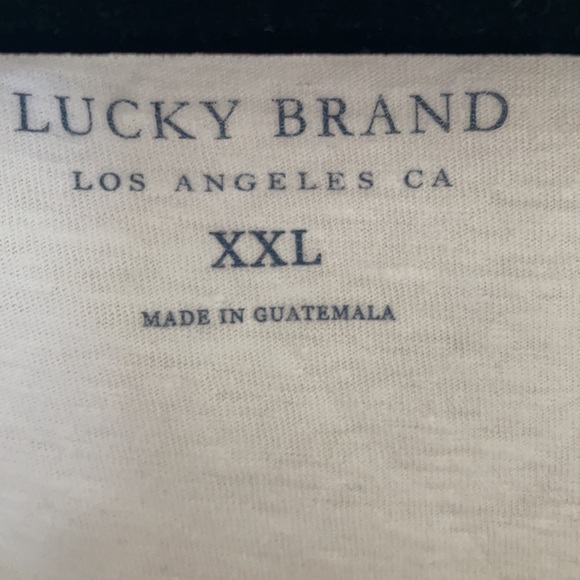 LUCKY BRAND
LOS ANGELES CA
XXL
MADE IN GUATEMALA